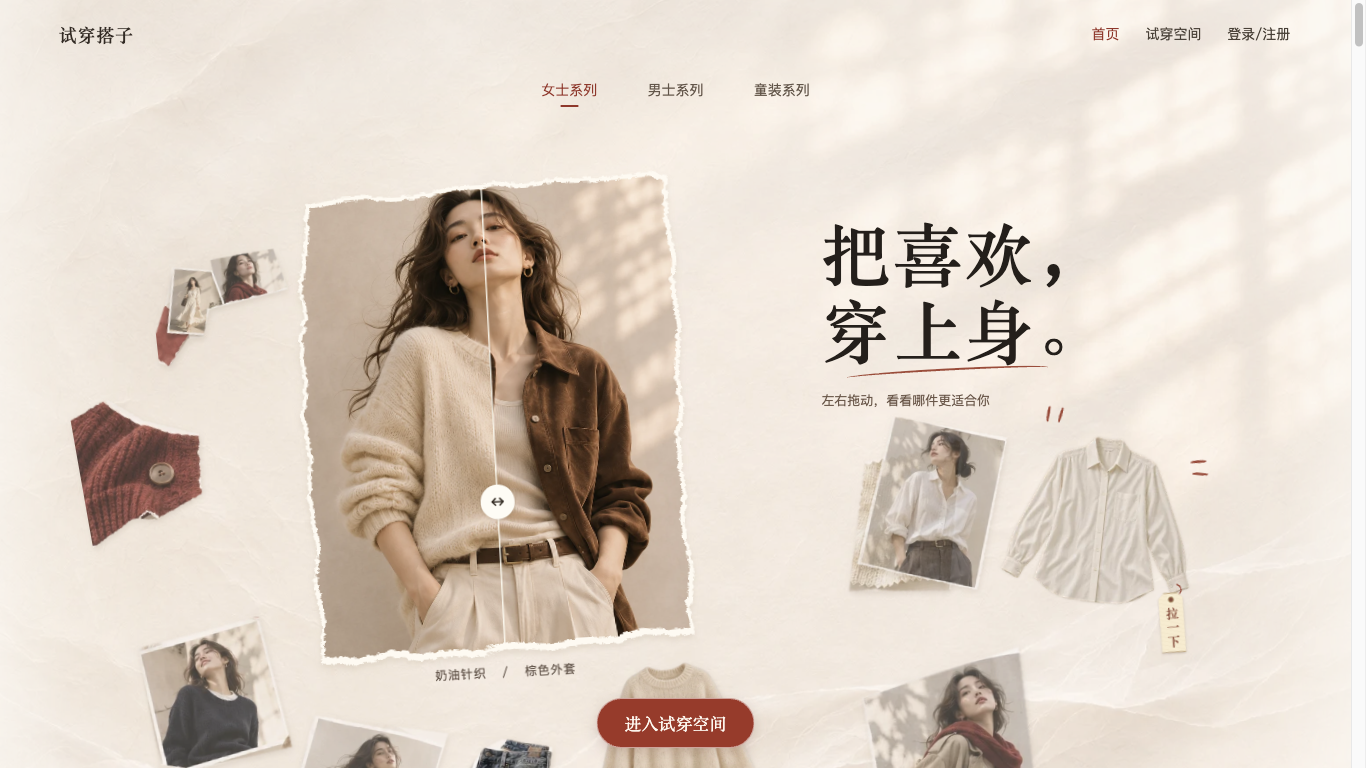 试穿搭子
首页
试穿空间
登录/注册
女士系列
男士系列
童装系列
把喜欢，
穿上身。
左右拖动，看看哪件更适合你
拉一下
奶油针织 / 棕色外套
进入试穿空间